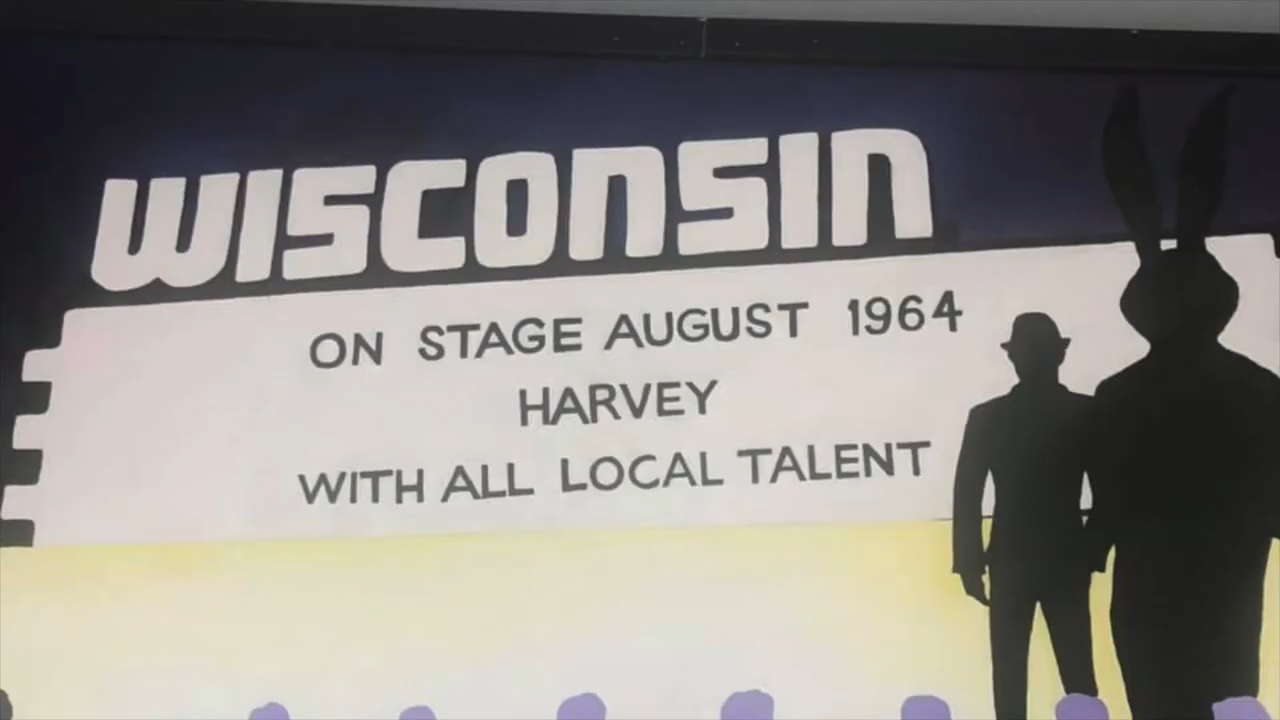 WISCONSIN
ON STAGE AUGUST 1964
HARVEY
WITH ALL LOCAL TALENT